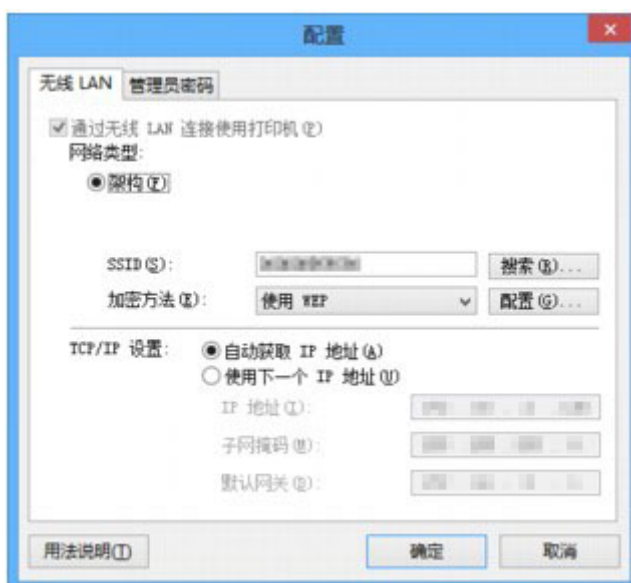 配置
无线 LAN 管理员密码
通过无线 LAN 连接使用打印机(P)
网络类型:
架构(F)
SSID(S): 搜索(R)...
加密方法(E): 使用 WEP 配置(G)...
TCP/IP 设置: 自动获取 IP 地址(A)
使用下一个 IP 地址(U)
IP 地址(I):
子网掩码(M):
默认网关(D):
用法说明(T) 确定 取消